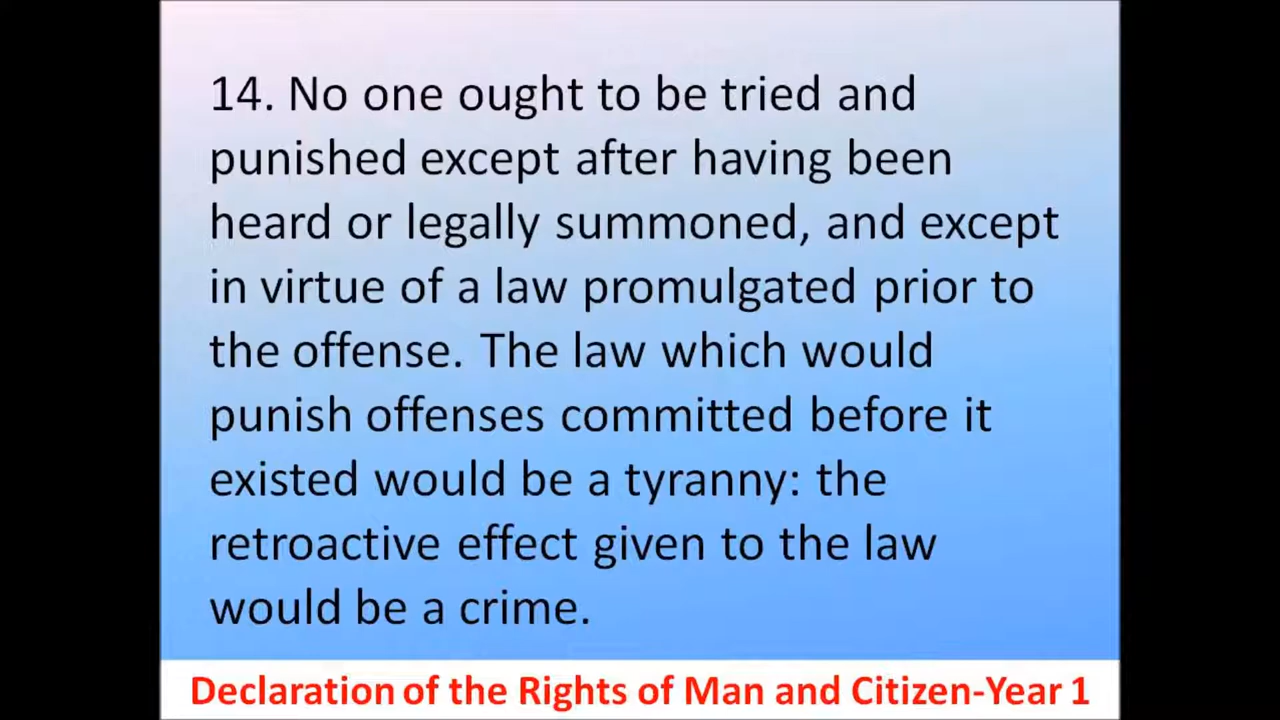 14. No one ought to be tried and
punished except after having been
heard or legally summoned, and except
in virtue of a law promulgated prior to
the offense. The law which would
punish offenses committed before it
existed would be a tyranny: the
retroactive effect given to the law
would be a crime.
Declaration of the Rights of Man and Citizen-Year 1